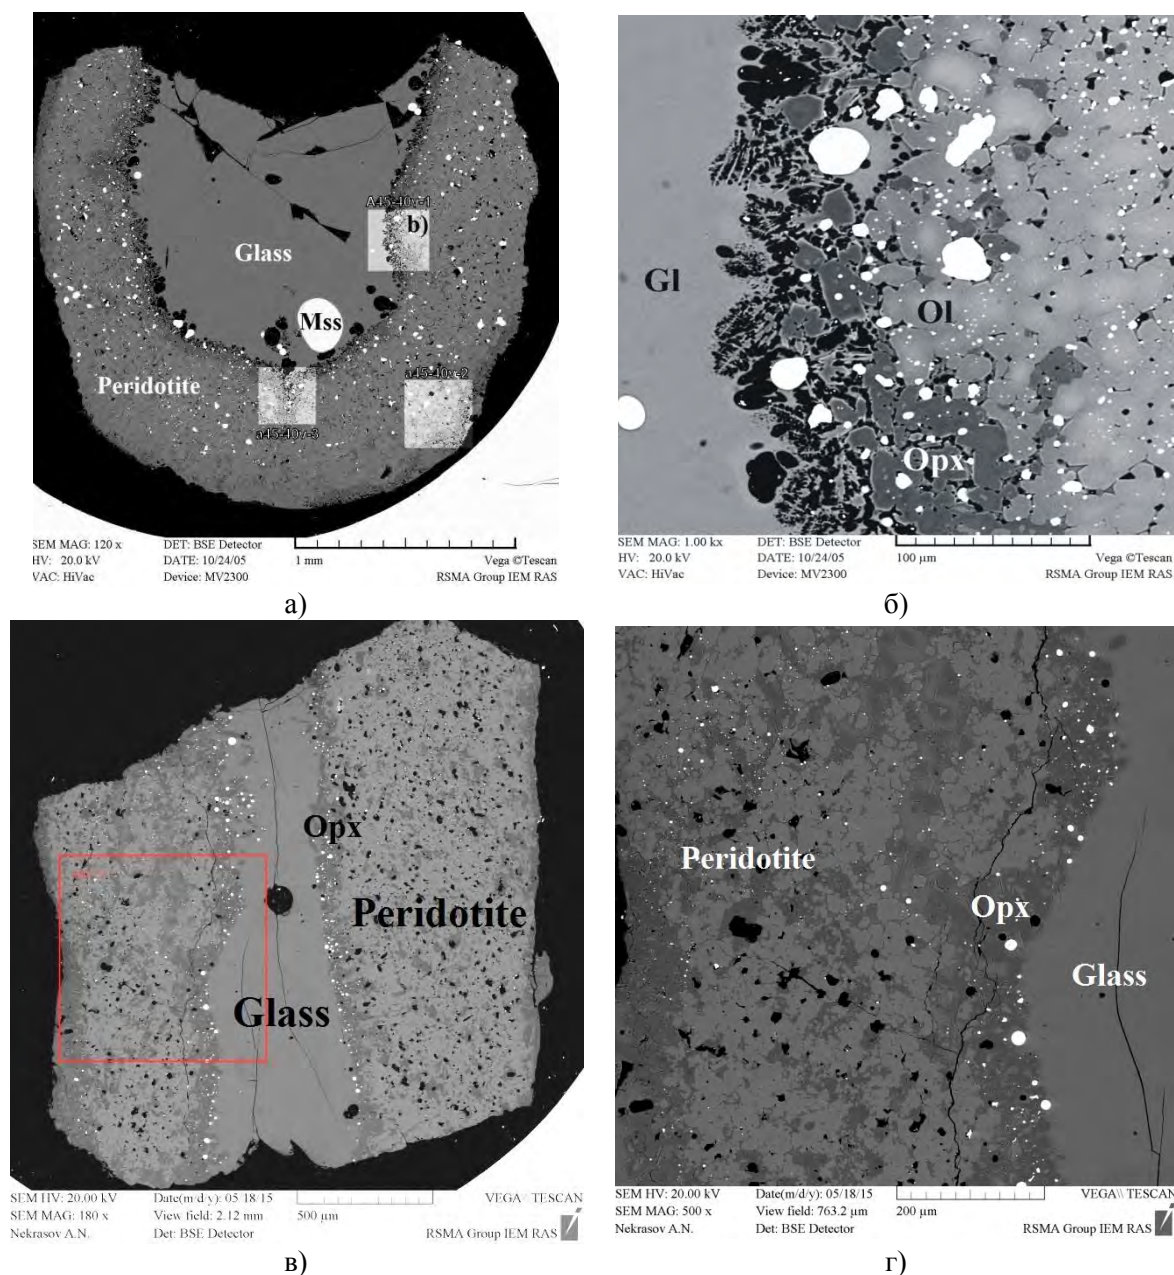 A45-40v-1
b)
Glass
Mss
Peridotite
a45-40v-2
a45-40v-3
SEM MAG: 120 x DET: BSE Detector
HV: 20.0 kV DATE: 10/24/05 1 mm Vega ©Tescan
VAC: HiVac Device: MV2300 RSMA Group IEM RAS
а)
Gl
Ol
Opx
SEM MAG: 1.00 kx DET: BSE Detector
HV: 20.0 kV DATE: 10/24/05 100 µm Vega ©Tescan
VAC: HiVac Device: MV2300 RSMA Group IEM RAS
б)
Opx
Peridotite
Glass
SEM HV: 20.00 kV Date(m/d/y): 05/18/15 VEGA\\ TESCAN
SEM MAG: 180 x View field: 2.12 mm 500 µm
Nekrasov A.N. Det: BSE Detector RSMA Group IEM RAS
в)
Peridotite
Opx
Glass
SEM HV: 20.00 kV Date(m/d/y): 05/18/15 VEGA\\ TESCAN
SEM MAG: 500 x View field: 763.2 µm 200 µm
Nekrasov A.N. Det: BSE Detector RSMA Group IEM RAS
г)